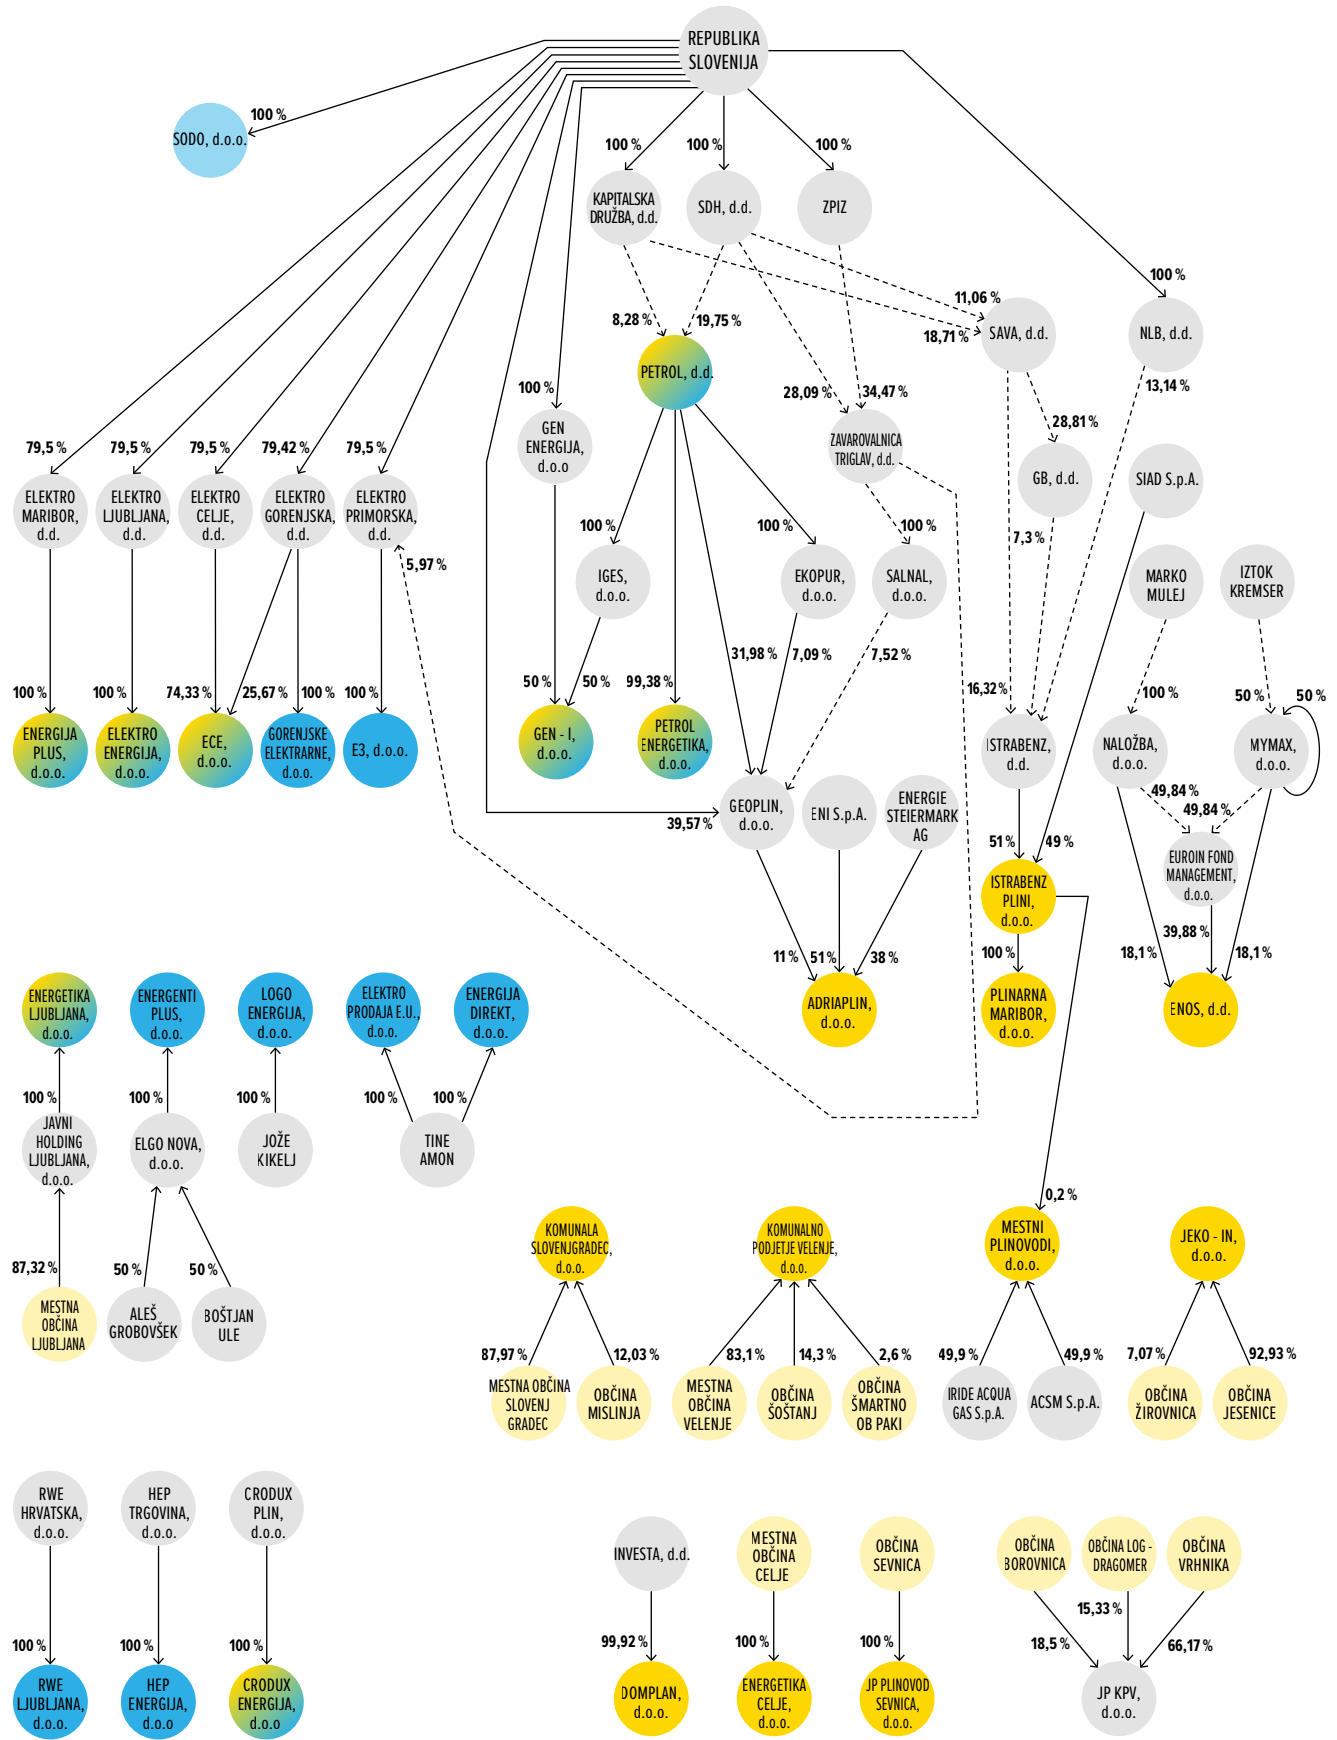 REPUBLIKA
SLOVENIJA
100 %
SODO, d.o.o.
100 %
100 %
100 %
KAPITALSKA
DRUŽBA, d.d.
SDH, d.d.
ZPIZ
100 %
11,06 %
8,28 %
19,75 %
18,71 %
SAVA, d.d.
NLB, d.d.
PETROL, d.d.
13,14 %
100 %
28,09 %
34,47 %
28,81 %
GEN
ENERGIJA,
d.o.o
ZAVAROVALNICA
TRIGLAV, d.d.
79,5 %
79,5 %
79,5 %
79,42 %
79,5 %
GB, d.d.
SIAD S.p.A.
ELEKTRO
MARIBOR,
d.d.
ELEKTRO
LJUBLJANA,
d.d.
ELEKTRO
CELJE,
d.d.
ELEKTRO
GORENJSKA,
d.d.
ELEKTRO
PRIMORSKA,
d.d.
100 %
100 %
100 %
7,3 %
5,97 %
IGES,
d.o.o.
EKOPUR,
d.o.o.
SALNAL,
d.o.o.
MARKO
MULEJ
IZTOK
KREMSER
31,98 %
7,09 %
7,52 %
100 %
100 %
74,33 %
25,67 %
100 %
100 %
50 %
50 %
99,38 %
16,32 %
100 %
50 %
50 %
ENERGIJA
PLUS,
d.o.o.
ELEKTRO
ENERGIJA,
d.o.o.
ECE,
d.o.o.
GORENJSKE
ELEKTRARNE,
d.o.o.
E3, d.o.o.
GEN - I,
d.o.o.
PETROL
ENERGETIKA,
d.o.o.
ISTRABENZ,
d.d.
NALOŽBA,
d.o.o.
MYMAX,
d.o.o.
39,57 %
GEOPLIN,
d.o.o.
ENI S.p.A.
ENERGIE
STEIERMARK
AG
49,84 %
49,84 %
51 %
49 %
EUROIN FOND
MANAGEMENT,
d.o.o.
ISTRABENZ
PLINI,
d.o.o.
11 %
51 %
38 %
100 %
18,1 %
39,88 %
18,1 %
ENERGETIKA
LJUBLJANA,
d.o.o.
ENERGENTI
PLUS,
d.o.o.
LOGO
ENERGIJA,
d.o.o.
ELEKTRO
PRODAJA E.U.,
d.o.o.
ENERGIJA
DIREKT,
d.o.o.
ADRIAPLIN,
d.o.o.
PLINARNA
MARIBOR,
d.o.o.
ENOS, d.d.
100 %
100 %
100 %
100 %
100 %
JAVNI
HOLDING
LJUBLJANA,
d.o.o.
ELGO NOVA,
d.o.o.
JOŽE
KIKELJ
TINE
AMON
0,2 %
87,32 %
50 %
50 %
KOMUNALA
SLOVENJGRADEC,
d.o.o.
KOMUNALNO
PODJETJE VELENJE,
d.o.o.
MESTNI
PLINOVODI,
d.o.o.
JEKO - IN,
d.o.o.
MESTNA
OBČINA
LJUBLJANA
ALEŠ
GROBOVŠEK
BOŠTJAN
ULE
87,97 %
12,03 %
83,1 %
14,3 %
2,6 %
49,9 %
49,9 %
7,07 %
92,93 %
MESTNA OBČINA
SLOVENJ
GRADEC
OBČINA
MISLINJA
MESTNA
OBČINA
VELENJE
OBČINA
ŠOŠTANJ
OBČINA
ŠMARTNO
OB PAKI
IRIDE ACQUA
GAS S.p.A.
ACSM S.p.A.
OBČINA
ŽIROVNICA
OBČINA
JESENICE
RWE
HRVATSKA,
d.o.o.
HEP
TRGOVINA,
d.o.o.
CRODUX
PLIN,
d.o.o.
INVESTA, d.d.
MESTNA
OBČINA
CELJE
OBČINA
SEVNICA
OBČINA
BOROVNICA
OBČINA LOG -
DRAGOMER
OBČINA
VRHNIKA
100 %
100 %
100 %
99,92 %
100 %
100 %
18,5 %
15,33 %
66,17 %
RWE
LJUBLJANA,
d.o.o.
HEP
ENERGIJA,
d.o.o
CRODUX
ENERGIJA,
d.o.o
DOMPLAN,
d.o.o.
ENERGETIKA
CELJE,
d.o.o.
JP PLINOVOD
SEVNICA,
d.o.o.
JP KPV,
d.o.o.